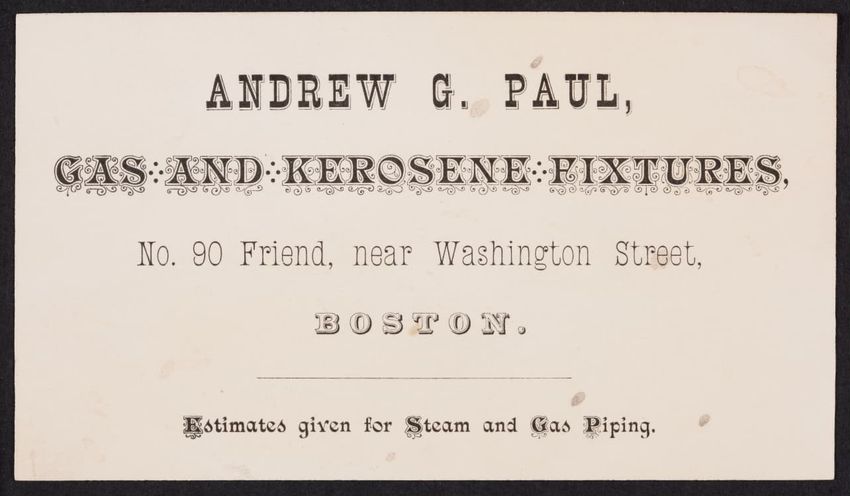 ANDREW G. PAUL,
GAS AND KEROSENE FIXTURES,
No. 90 Friend, near Washington Street,
BOSTON.
Estimates given for Steam and Gas Piping.